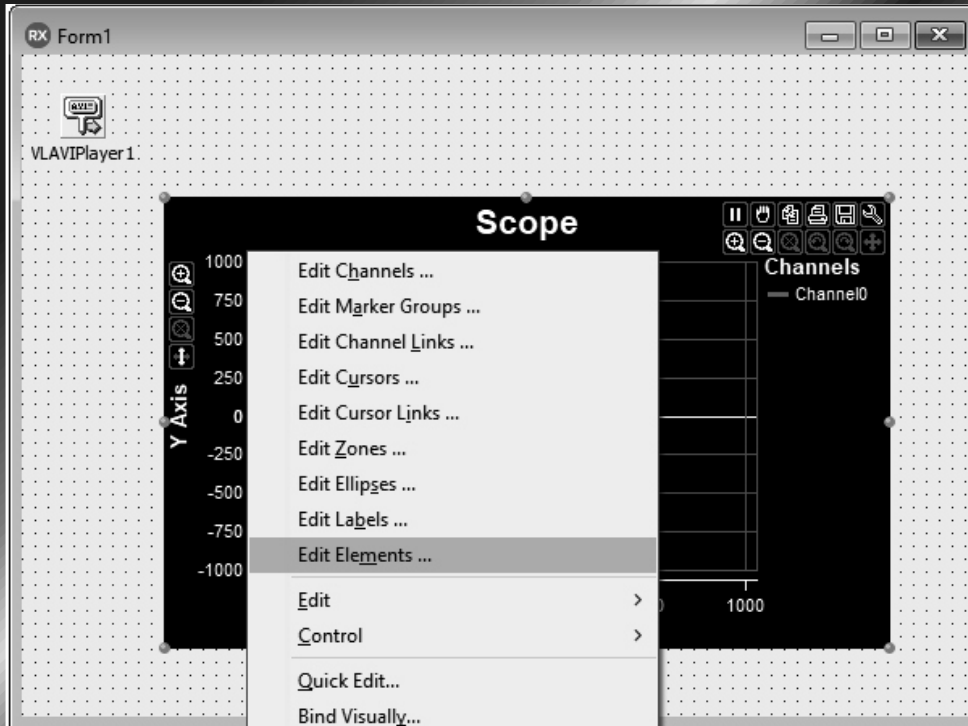 RX Form1
AVI
VLAVIPlayer1
Scope
1000
750
500
250
0
-250
-500
-750
-1000
Y Axis
Channels
Channel0
1000
Edit Channels ...
Edit Marker Groups ...
Edit Channel Links ...
Edit Cursors ...
Edit Cursor Links ...
Edit Zones ...
Edit Ellipses ...
Edit Labels ...
Edit Elements ...
Edit
Control
Quick Edit...
Bind Visually...